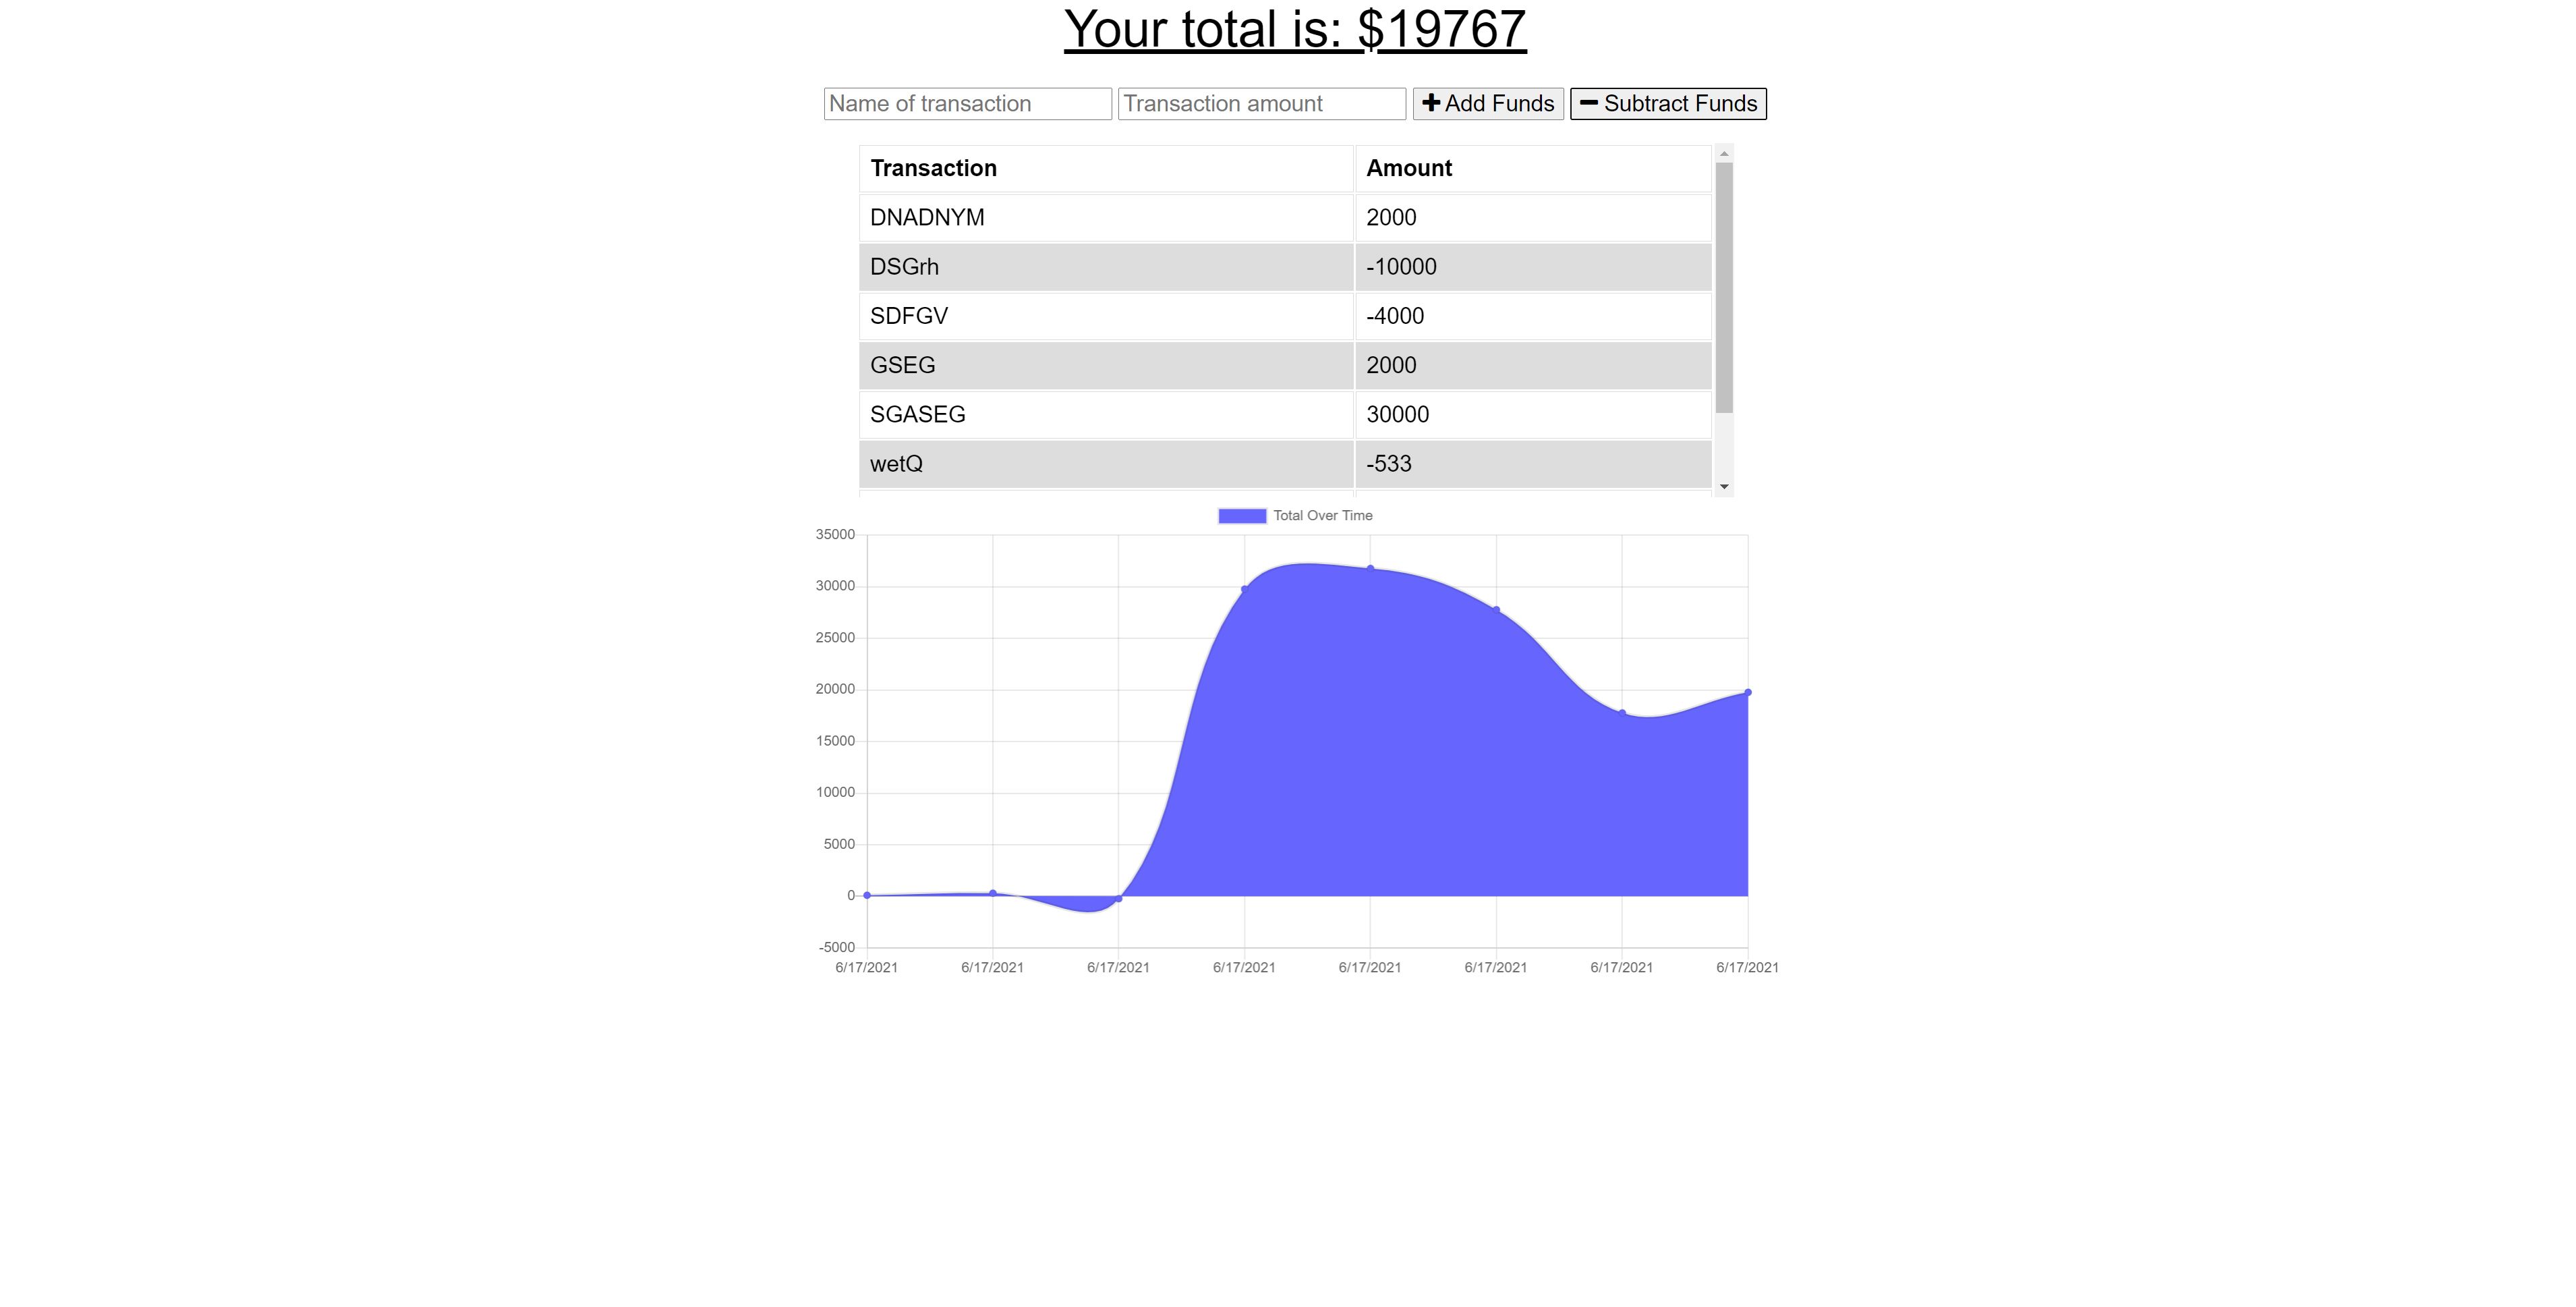 Your total is: $19767
Name of transaction Transaction amount Add Funds Subtract Funds
Transaction Amount
DNADNYM 2000
DSGrh -10000
SDFGV -4000
GSEG 2000
SGASEG 30000
wetQ -533
Total Over Time
35000
30000
25000
20000
15000
10000
5000
0
-5000
6/17/2021 6/17/2021 6/17/2021 6/17/2021 6/17/2021 6/17/2021 6/17/2021 6/17/2021